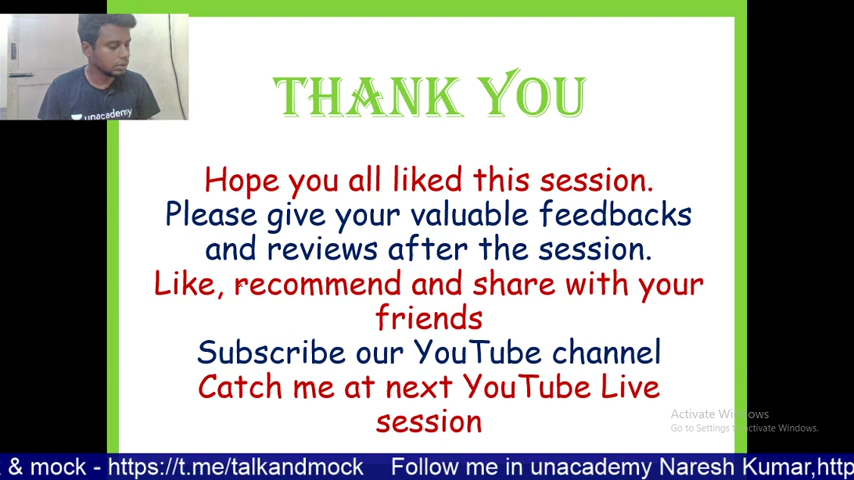 unacademy
THANK YOU
Hope you all liked this session.
Please give your valuable feedbacks
and reviews after the session.
Like, recommend and share with your
friends
Subscribe our YouTube channel
Catch me at next YouTube Live
session
Activate Windows
Go to Settings to activate Windows.
& mock - https://t.me/talkandmock Follow me in unacademy Naresh Kumar,http